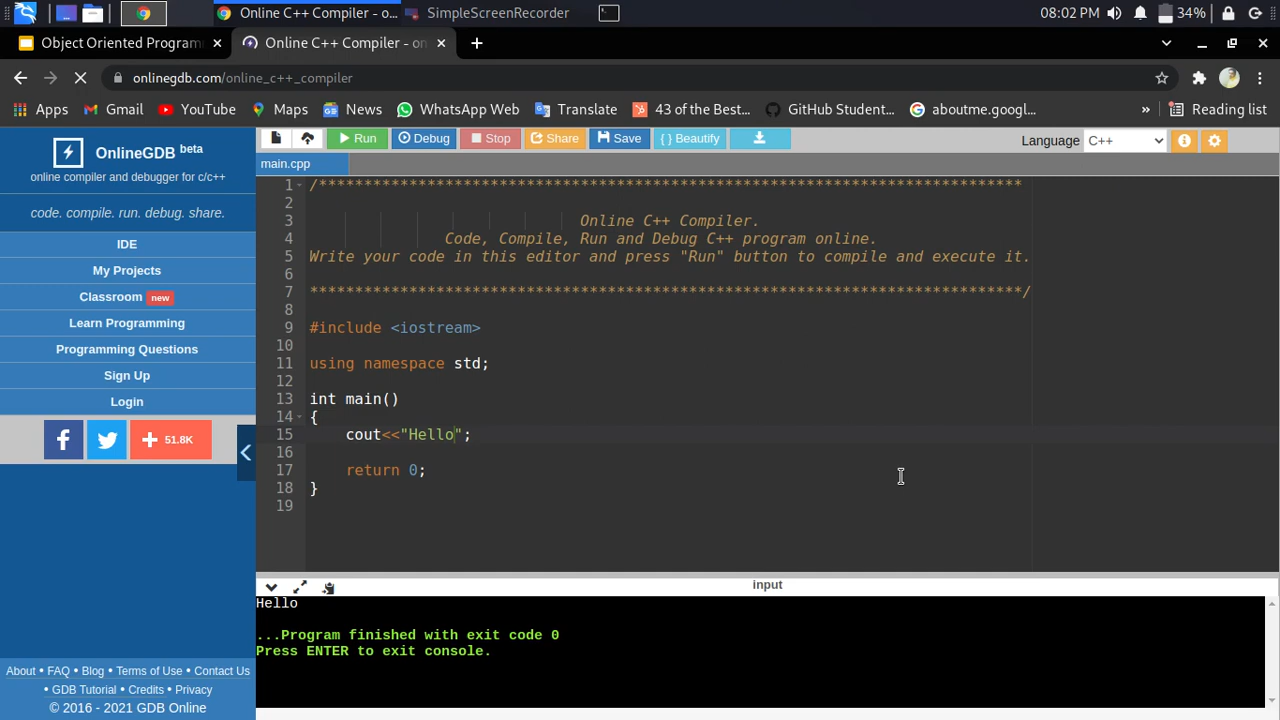 Online C++ Compiler - o...
SimpleScreenRecorder
08:02 PM
34%
Object Oriented Program
Online C++ Compiler - on
onlinegdb.com/online_c++_compiler
Apps
Gmail
YouTube
Maps
News
WhatsApp Web
Translate
43 of the Best...
GitHub Student...
aboutme.googl...
»
Reading list
OnlineGDB beta
online compiler and debugger for c/c++
code. compile. run. debug. share.
IDE
My Projects
Classroom new
Learn Programming
Programming Questions
Sign Up
Login
51.8K
About • FAQ • Blog • Terms of Use • Contact Us
• GDB Tutorial • Credits • Privacy
© 2016 - 2021 GDB Online
Run
Debug
Stop
Share
Save
{ } Beautify
Language C++
main.cpp
1 /******************************************************************************
2
3 Online C++ Compiler.
4 Code, Compile, Run and Debug C++ program online.
5 Write your code in this editor and press "Run" button to compile and execute it.
6
7 *******************************************************************************/
8
9 #include <iostream>
10
11 using namespace std;
12
13 int main()
14 {
15 cout<<"Hello";
16
17 return 0;
18 }
19
input
Hello
...Program finished with exit code 0
Press ENTER to exit console.